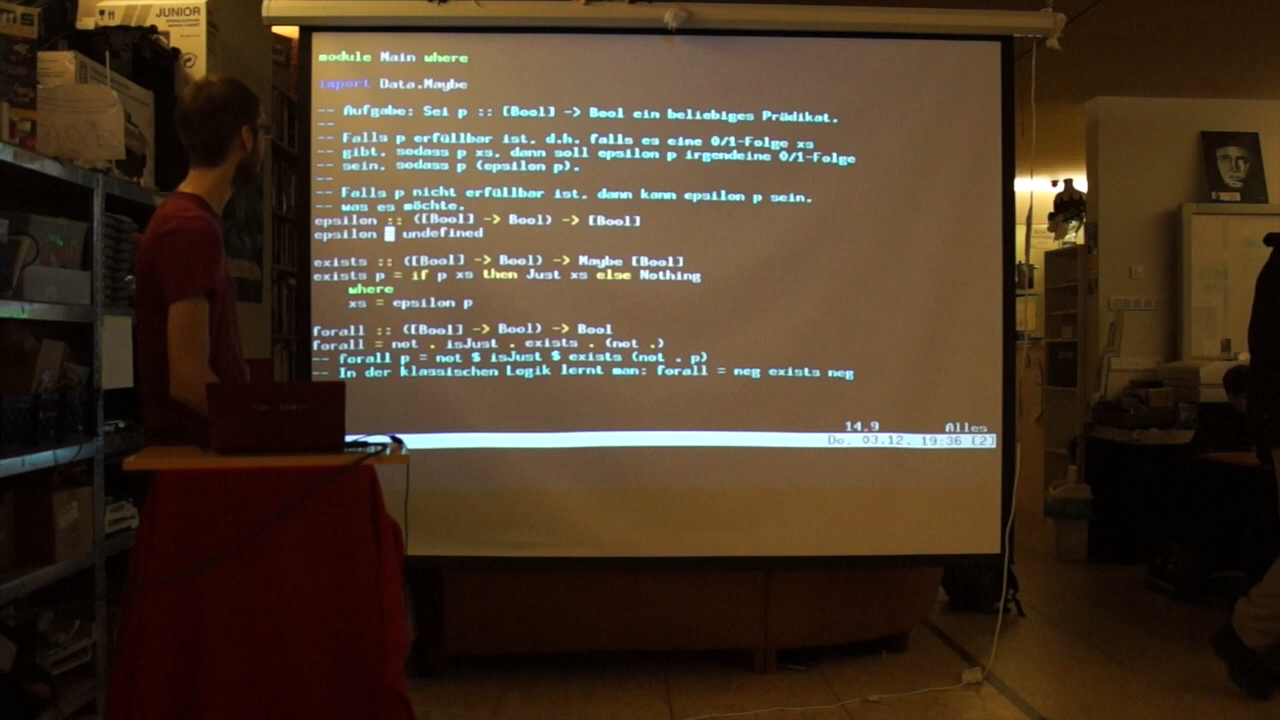 JUNIOR
module Main where
import Data.Maybe
-- Aufgabe: Sei p :: [Bool] -> Bool ein beliebiges Prädikat.
--
-- Falls p erfüllbar ist, d.h. falls es eine 0/1-Folge xs
-- gibt, sodass p xs, dann soll epsilon p irgendeine 0/1-Folge
-- sein, sodass p (epsilon p).
--
-- Falls p nicht erfüllbar ist, dann kann epsilon p sein,
-- was es möchte.
epsilon :: ([Bool] -> Bool) -> [Bool]
epsilon undefined
exists :: ([Bool] -> Bool) -> Maybe [Bool]
exists p = if p xs then Just xs else Nothing
where
xs = epsilon p
forall :: ([Bool] -> Bool) -> Bool
forall = not . isJust . exists . (not .)
-- forall p = not $ isJust $ exists (not . p)
-- In der klassischen Logik lernt man: forall = neg exists neg
14,9 Alles
Do. 03.12. 19:36 [2]